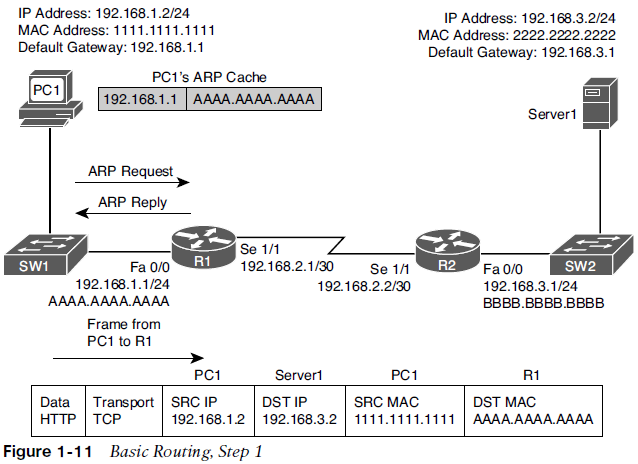 IP Address: 192.168.1.2/24
MAC Address: 1111.1111.1111
Default Gateway: 192.168.1.1
IP Address: 192.168.3.2/24
MAC Address: 2222.2222.2222
Default Gateway: 192.168.3.1
PC1's ARP Cache
PC1
192.168.1.1 AAAA.AAAA.AAAA
Server1
ARP Request
ARP Reply
SW1
R1
R2
SW2
Fa 0/0
192.168.1.1/24
AAAA.AAAA.AAAA
Se 1/1
192.168.2.1/30
Se 1/1
192.168.2.2/30
Fa 0/0
192.168.3.1/24
BBBB.BBBB.BBBB
Frame from
PC1 to R1
PC1 Server1 PC1 R1
Data Transport SRC IP DST IP SRC MAC DST MAC
HTTP TCP 192.168.1.2 192.168.3.2 1111.1111.1111 AAAA.AAAA.AAAA
Figure 1-11 Basic Routing, Step 1